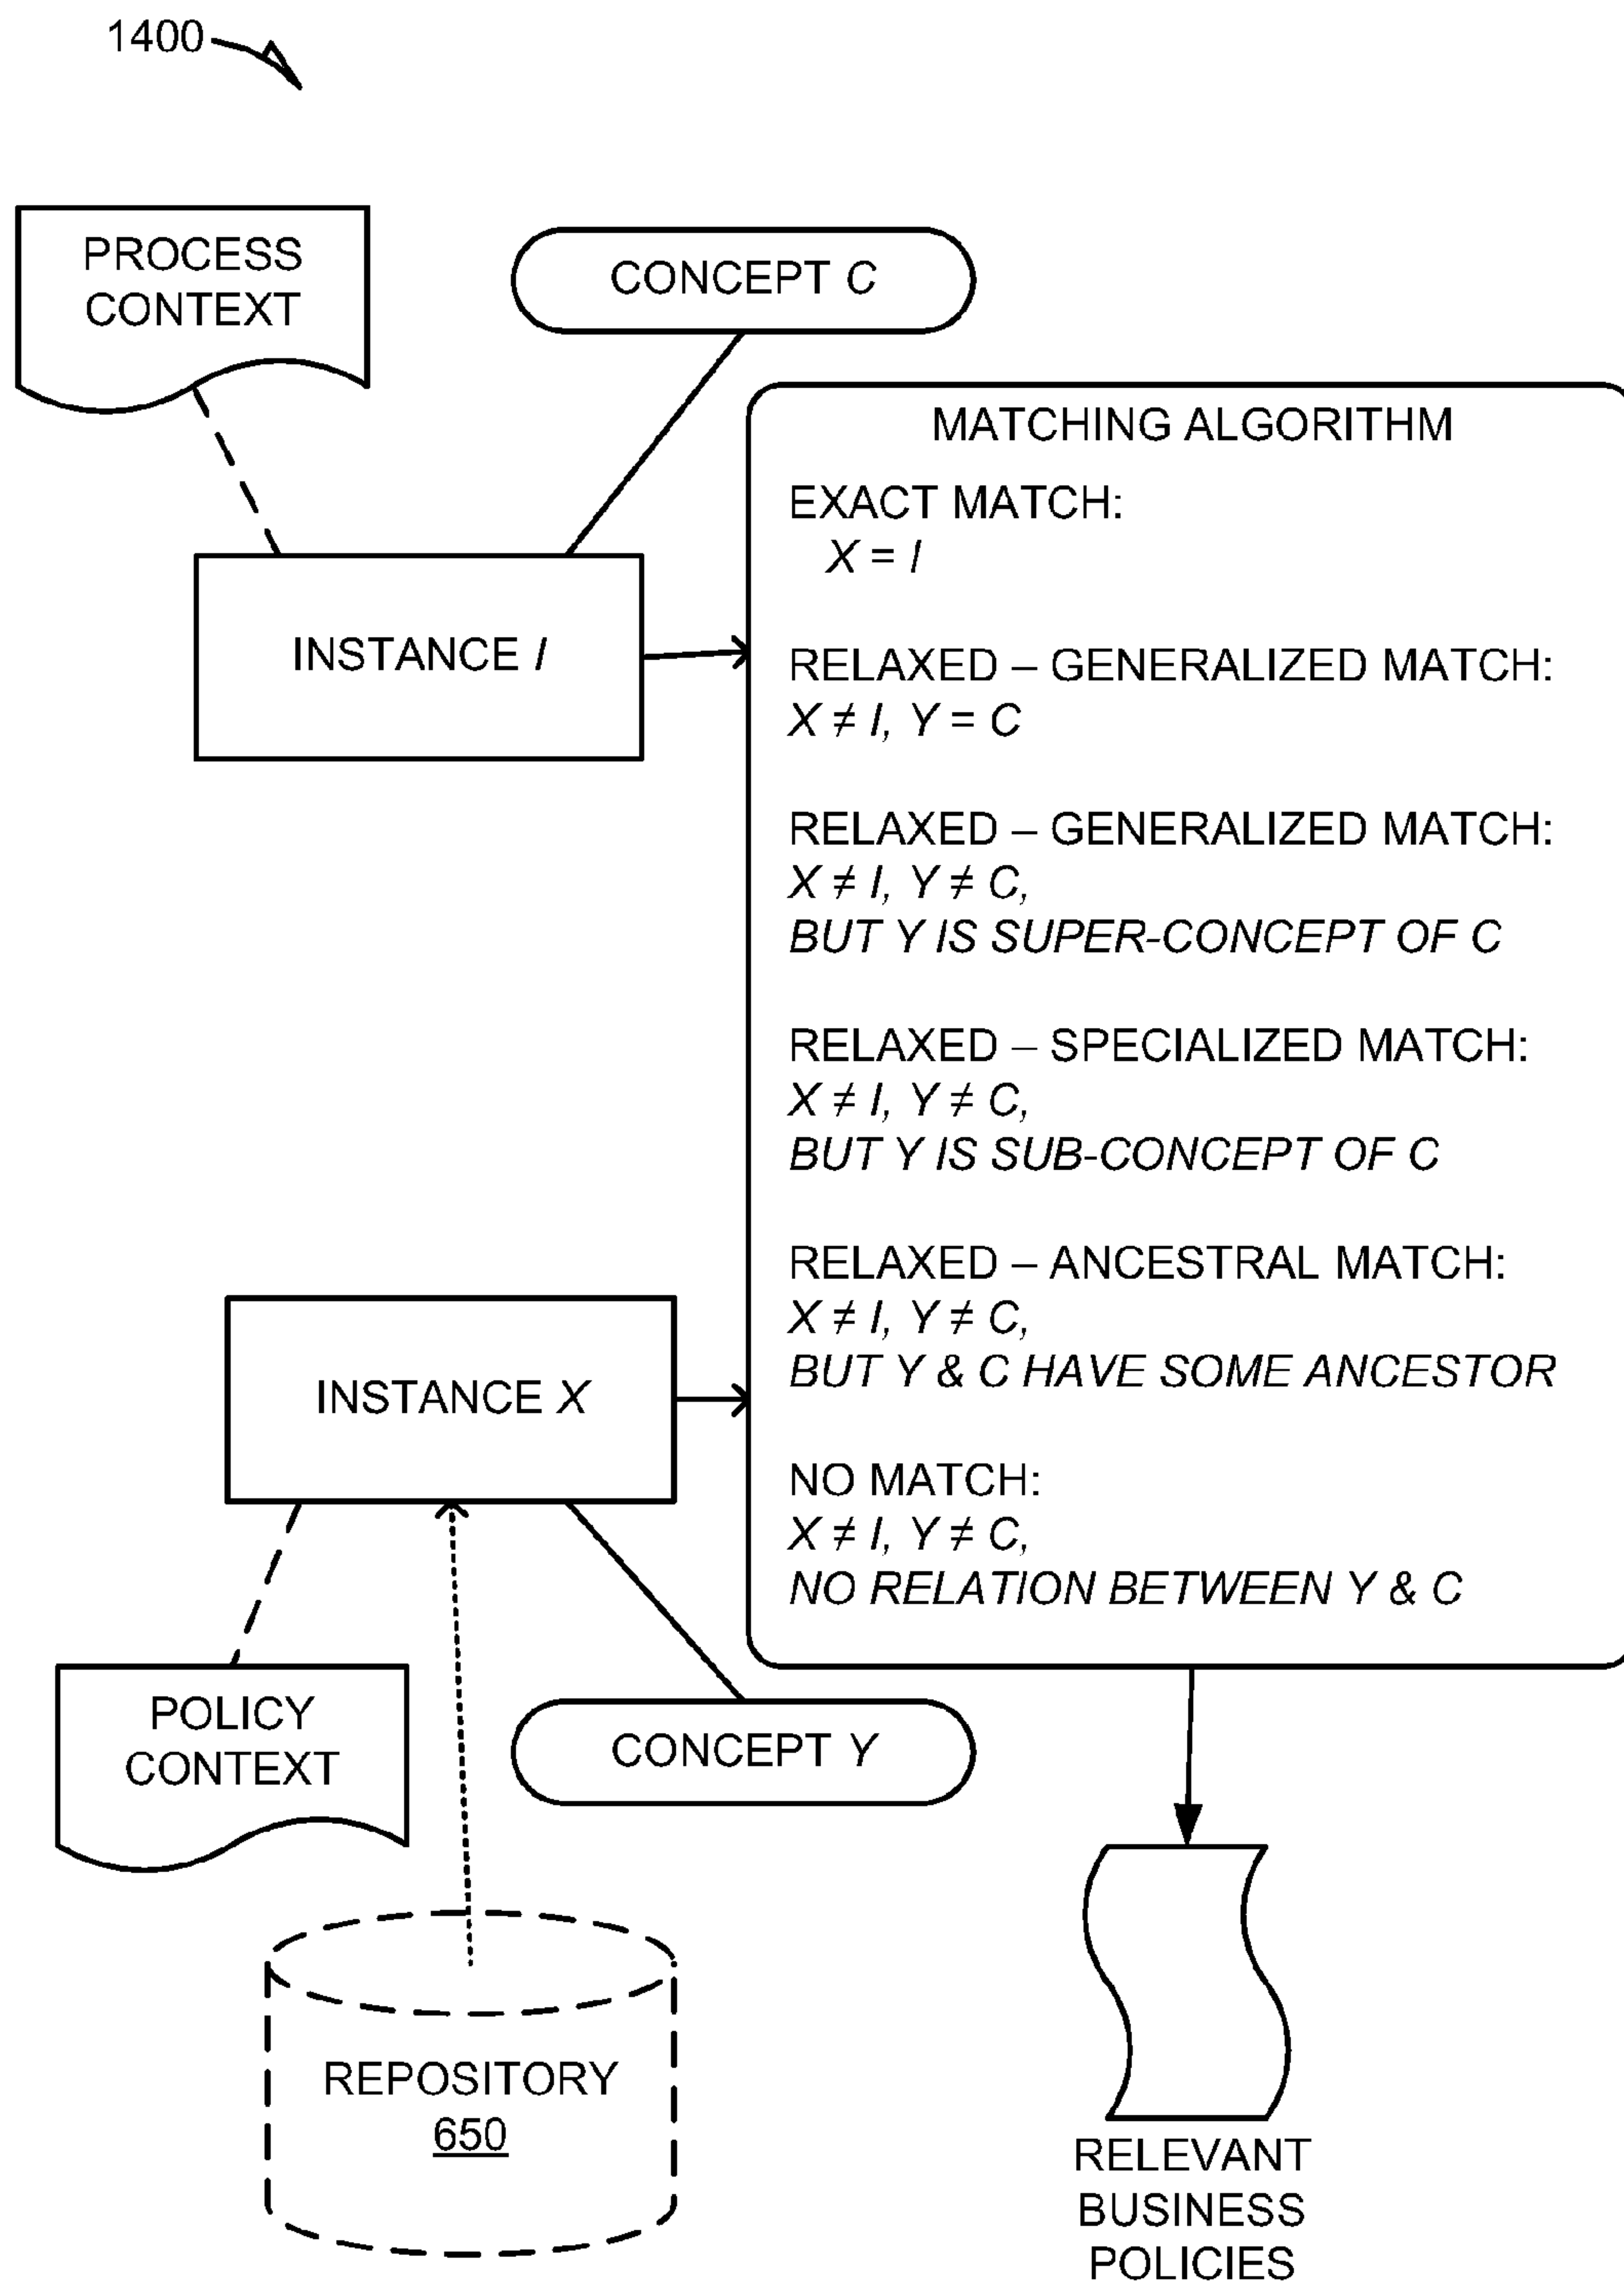 1400
PROCESS
CONTEXT
CONCEPT C
INSTANCE I
MATCHING ALGORITHM
EXACT MATCH:
X = I
RELAXED – GENERALIZED MATCH:
X ≠ I, Y = C
RELAXED – GENERALIZED MATCH:
X ≠ I, Y ≠ C,
BUT Y IS SUPER-CONCEPT OF C
RELAXED – SPECIALIZED MATCH:
X ≠ I, Y ≠ C,
BUT Y IS SUB-CONCEPT OF C
RELAXED – ANCESTRAL MATCH:
X ≠ I, Y ≠ C,
BUT Y & C HAVE SOME ANCESTOR
NO MATCH:
X ≠ I, Y ≠ C,
NO RELATION BETWEEN Y & C
INSTANCE X
POLICY
CONTEXT
CONCEPT Y
REPOSITORY
650
RELEVANT
BUSINESS
POLICIES